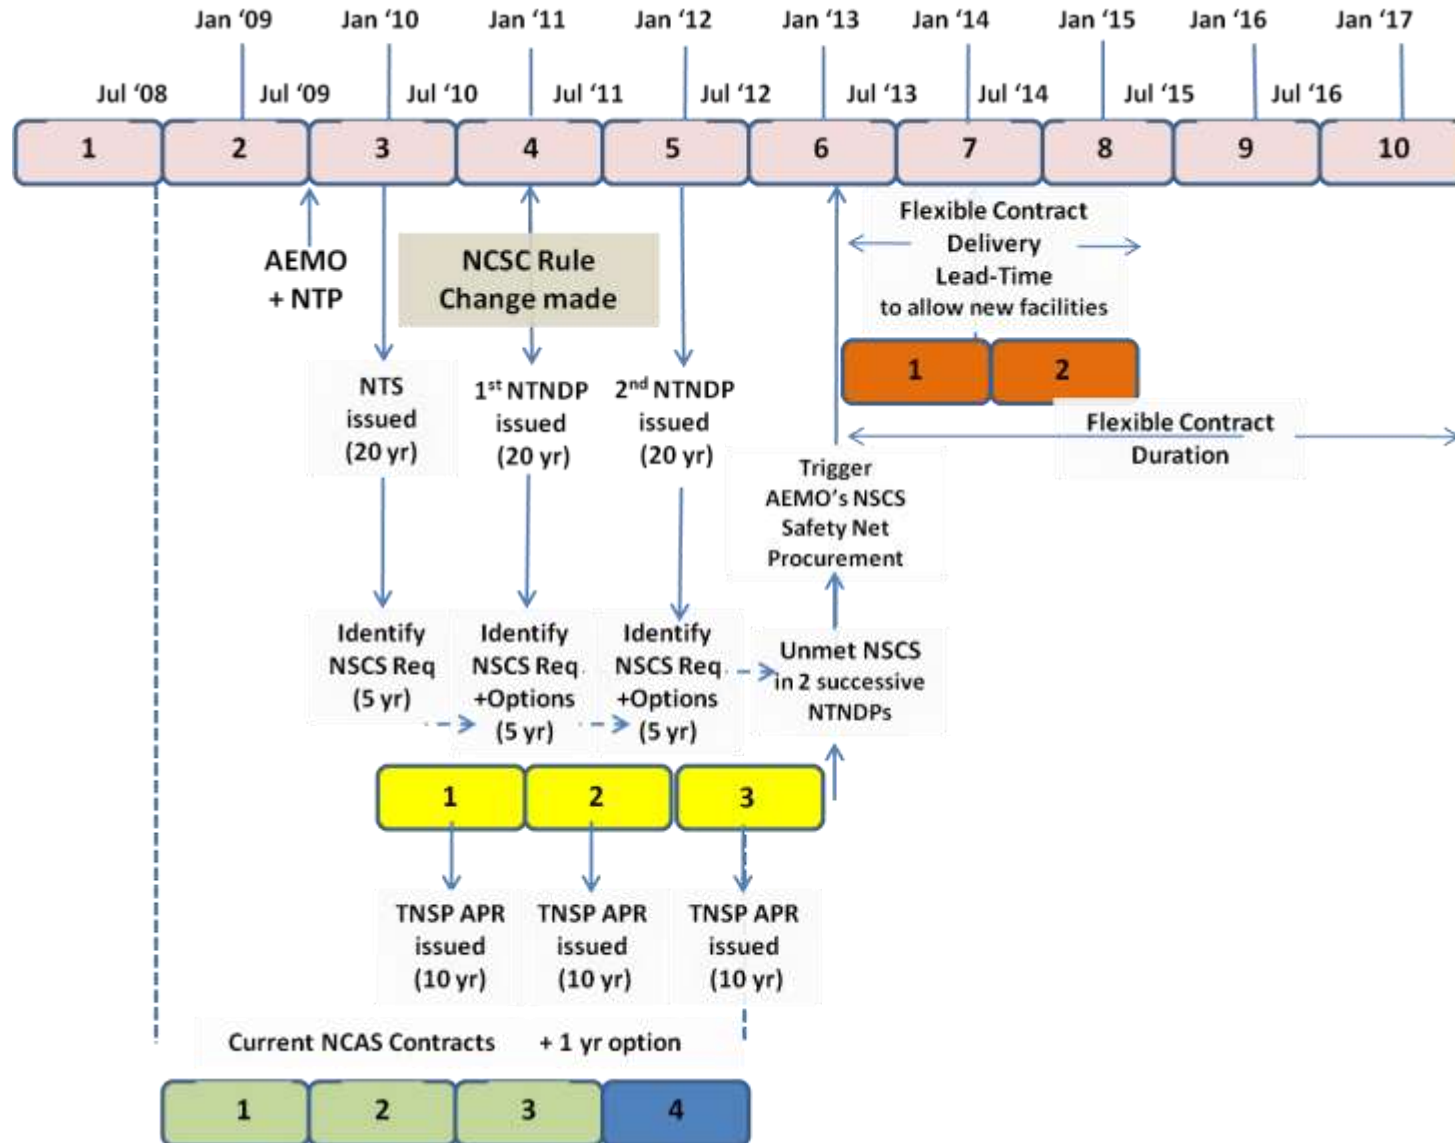 Jan ‘09
Jan ‘10
Jan ‘11
Jan ‘12
Jan ‘13
Jan ‘14
Jan ‘15
Jan ‘16
Jan ‘17
Jul ‘08
Jul ‘09
Jul ‘10
Jul ‘11
Jul ‘12
Jul ‘13
Jul ‘14
Jul ‘15
Jul ‘16
1
2
3
4
5
6
7
8
9
10
AEMO
+ NTP
NCSC Rule
Change made
Flexible Contract
Delivery
Lead-Time
to allow new facilities
1
2
Flexible Contract
Duration
NTS
issued
(20 yr)
1st NTNDP
issued
(20 yr)
2nd NTNDP
issued
(20 yr)
Trigger
AEMO’s NSCS
Safety Net
Procurement
Identify
NSCS Req
(5 yr)
Identify
NSCS Req
+Options
(5 yr)
Identify
NSCS Req
+Options
(5 yr)
Unmet NSCS
in 2 successive
NTNDPs
1
2
3
TNSP APR
issued
(10 yr)
TNSP APR
issued
(10 yr)
TNSP APR
issued
(10 yr)
Current NCAS Contracts + 1 yr option
1
2
3
4